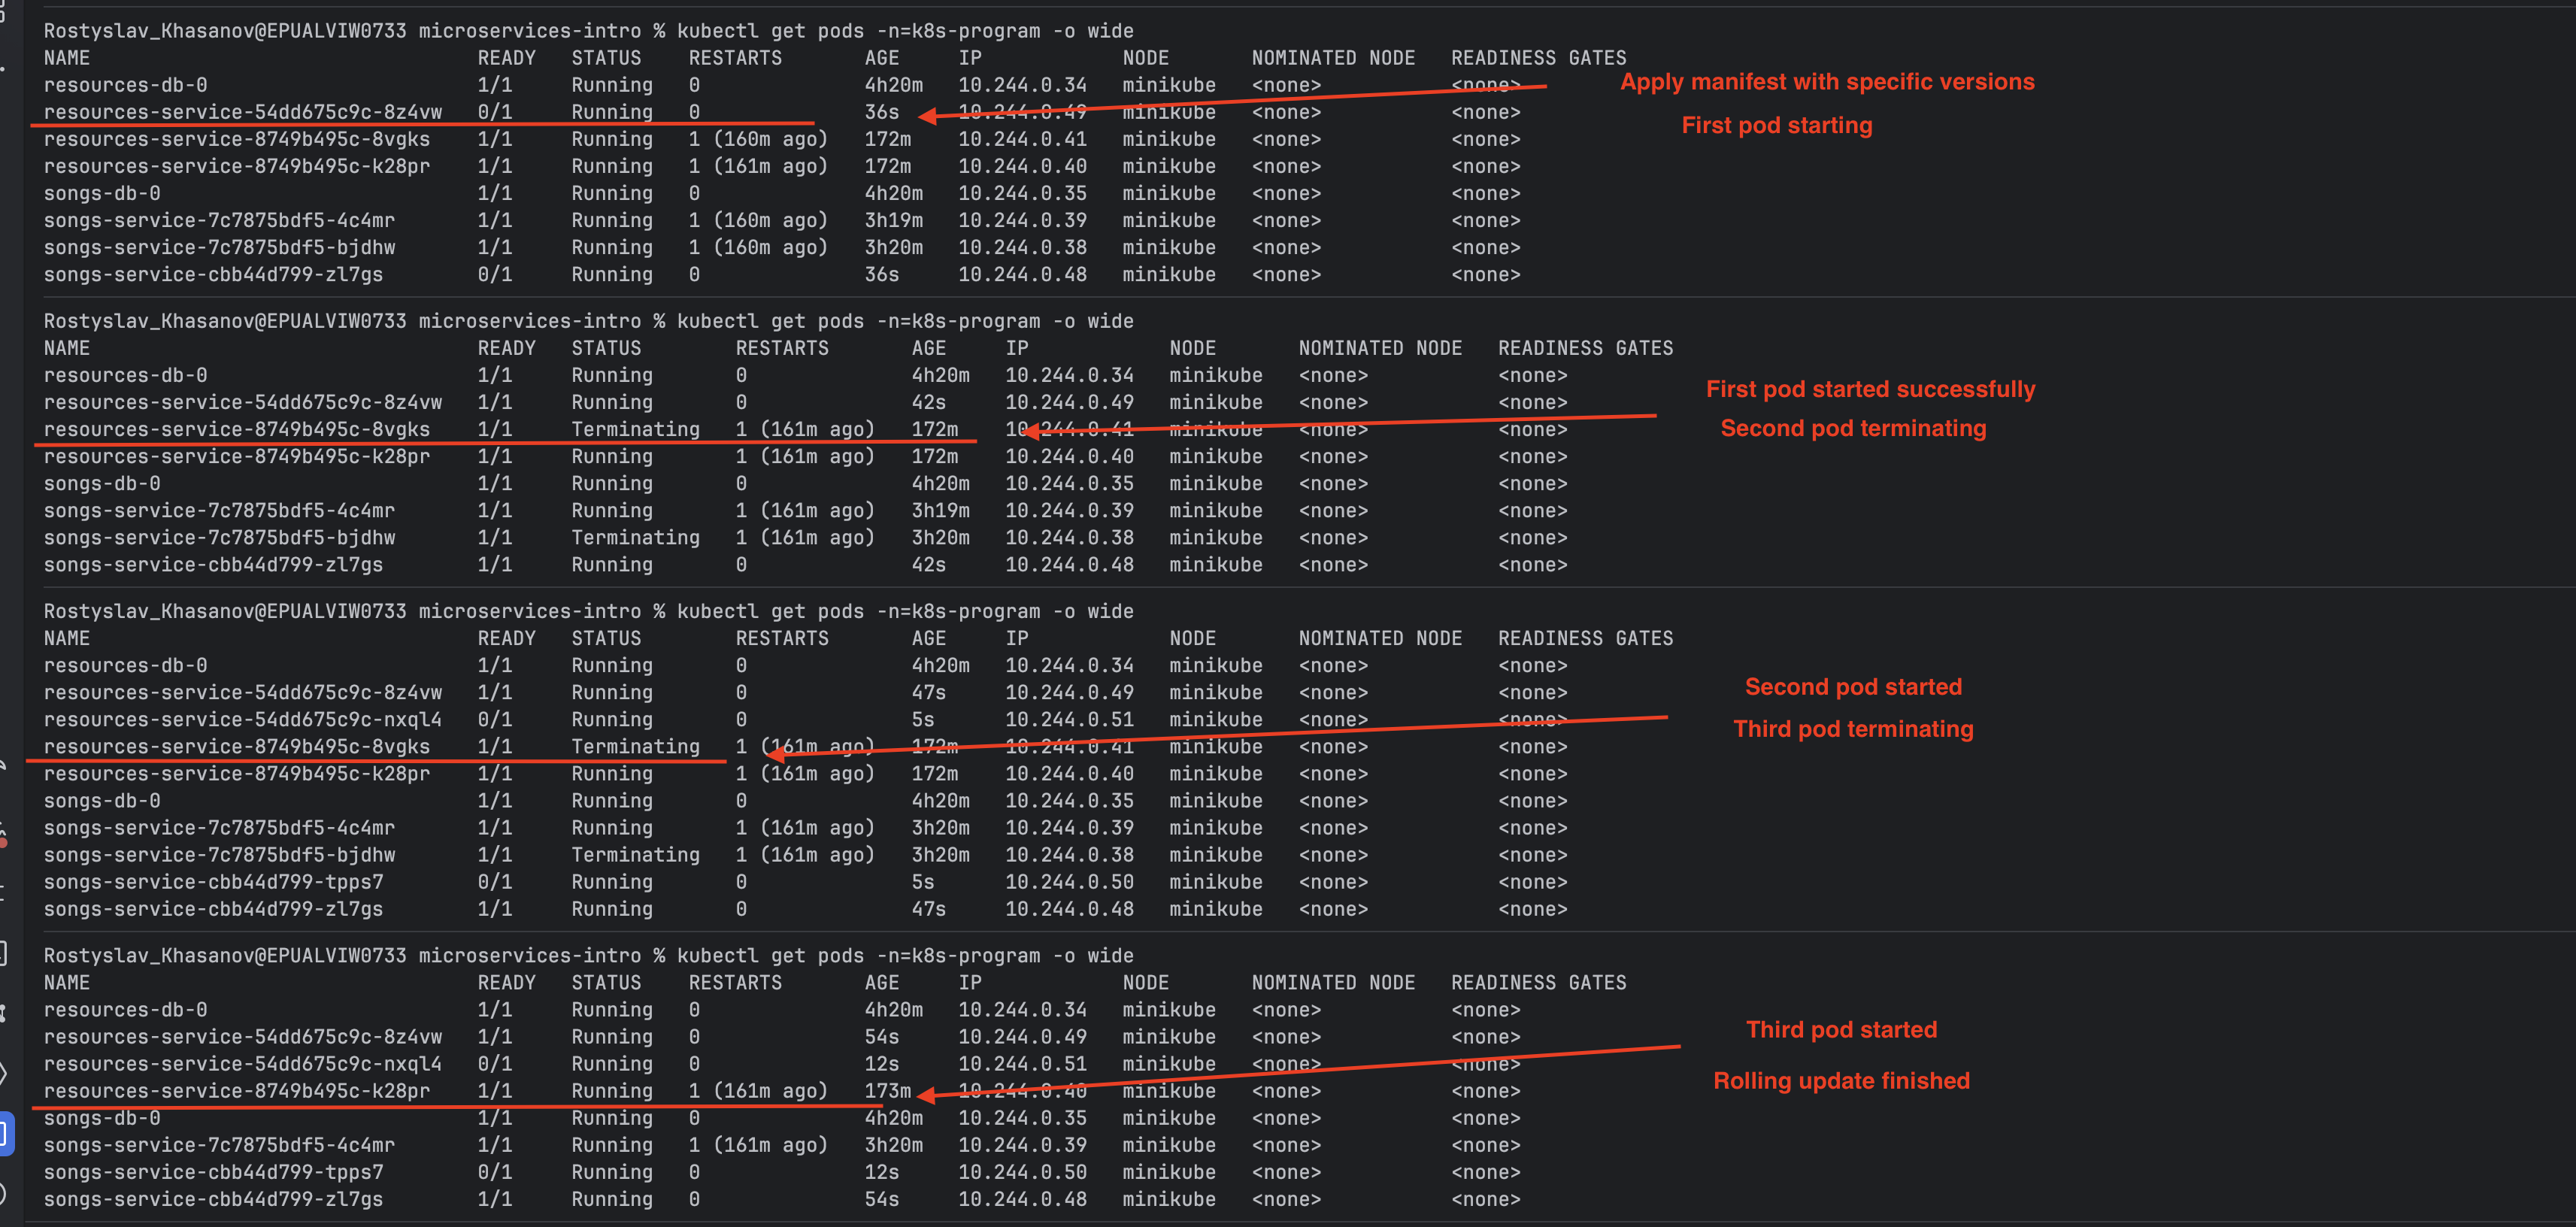 Rostyslav_Khasanov@EPUALVIW0733 microservices-intro % kubectl get pods -n=k8s-program -o wide
NAME READY STATUS RESTARTS AGE IP NODE NOMINATED NODE READINESS GATES
resources-db-0 1/1 Running 0 4h20m 10.244.0.34 minikube <none> <none> Apply manifest with specific versions
resources-service-54dd675c9c-8z4vw 0/1 Running 0 36s 10.244.0.49 minikube <none> <none> First pod starting
resources-service-8749b495c-8vgks 1/1 Running 1 (160m ago) 172m 10.244.0.41 minikube <none> <none>
resources-service-8749b495c-k28pr 1/1 Running 1 (161m ago) 172m 10.244.0.40 minikube <none> <none>
songs-db-0 1/1 Running 0 4h20m 10.244.0.35 minikube <none> <none>
songs-service-7c7875bdf5-4c4mr 1/1 Running 1 (160m ago) 3h19m 10.244.0.39 minikube <none> <none>
songs-service-7c7875bdf5-bjdhw 1/1 Running 1 (160m ago) 3h20m 10.244.0.38 minikube <none> <none>
songs-service-cbb44d799-zl7gs 0/1 Running 0 36s 10.244.0.48 minikube <none> <none>
Rostyslav_Khasanov@EPUALVIW0733 microservices-intro % kubectl get pods -n=k8s-program -o wide
NAME READY STATUS RESTARTS AGE IP NODE NOMINATED NODE READINESS GATES
resources-db-0 1/1 Running 0 4h20m 10.244.0.34 minikube <none> <none> First pod started successfully
resources-service-54dd675c9c-8z4vw 1/1 Running 0 42s 10.244.0.49 minikube <none> <none>
resources-service-8749b495c-8vgks 1/1 Terminating 1 (161m ago) 172m 10.244.0.41 minikube <none> <none> Second pod terminating
resources-service-8749b495c-k28pr 1/1 Running 1 (161m ago) 172m 10.244.0.40 minikube <none> <none>
songs-db-0 1/1 Running 0 4h20m 10.244.0.35 minikube <none> <none>
songs-service-7c7875bdf5-4c4mr 1/1 Running 1 (161m ago) 3h19m 10.244.0.39 minikube <none> <none>
songs-service-7c7875bdf5-bjdhw 1/1 Terminating 1 (161m ago) 3h20m 10.244.0.38 minikube <none> <none>
songs-service-cbb44d799-zl7gs 1/1 Running 0 42s 10.244.0.48 minikube <none> <none>
Rostyslav_Khasanov@EPUALVIW0733 microservices-intro % kubectl get pods -n=k8s-program -o wide
NAME READY STATUS RESTARTS AGE IP NODE NOMINATED NODE READINESS GATES
resources-db-0 1/1 Running 0 4h20m 10.244.0.34 minikube <none> <none>
resources-service-54dd675c9c-8z4vw 1/1 Running 0 47s 10.244.0.49 minikube <none> <none> Second pod started
resources-service-54dd675c9c-nxql4 0/1 Running 0 5s 10.244.0.51 minikube <none> <none> Third pod terminating
resources-service-8749b495c-8vgks 1/1 Terminating 1 (161m ago) 172m 10.244.0.41 minikube <none> <none>
resources-service-8749b495c-k28pr 1/1 Running 1 (161m ago) 172m 10.244.0.40 minikube <none> <none>
songs-db-0 1/1 Running 0 4h20m 10.244.0.35 minikube <none> <none>
songs-service-7c7875bdf5-4c4mr 1/1 Running 1 (161m ago) 3h20m 10.244.0.39 minikube <none> <none>
songs-service-7c7875bdf5-bjdhw 1/1 Terminating 1 (161m ago) 3h20m 10.244.0.38 minikube <none> <none>
songs-service-cbb44d799-tpps7 0/1 Running 0 5s 10.244.0.50 minikube <none> <none>
songs-service-cbb44d799-zl7gs 1/1 Running 0 47s 10.244.0.48 minikube <none> <none>
Rostyslav_Khasanov@EPUALVIW0733 microservices-intro % kubectl get pods -n=k8s-program -o wide
NAME READY STATUS RESTARTS AGE IP NODE NOMINATED NODE READINESS GATES
resources-db-0 1/1 Running 0 4h20m 10.244.0.34 minikube <none> <none>
resources-service-54dd675c9c-8z4vw 1/1 Running 0 54s 10.244.0.49 minikube <none> <none> Third pod started
resources-service-54dd675c9c-nxql4 0/1 Running 0 12s 10.244.0.51 minikube <none> <none>
resources-service-8749b495c-k28pr 1/1 Running 1 (161m ago) 173m 10.244.0.40 minikube <none> <none> Rolling update finished
songs-db-0 1/1 Running 0 4h20m 10.244.0.35 minikube <none> <none>
songs-service-7c7875bdf5-4c4mr 1/1 Running 1 (161m ago) 3h20m 10.244.0.39 minikube <none> <none>
songs-service-cbb44d799-tpps7 0/1 Running 0 12s 10.244.0.50 minikube <none> <none>
songs-service-cbb44d799-zl7gs 1/1 Running 0 54s 10.244.0.48 minikube <none> <none>